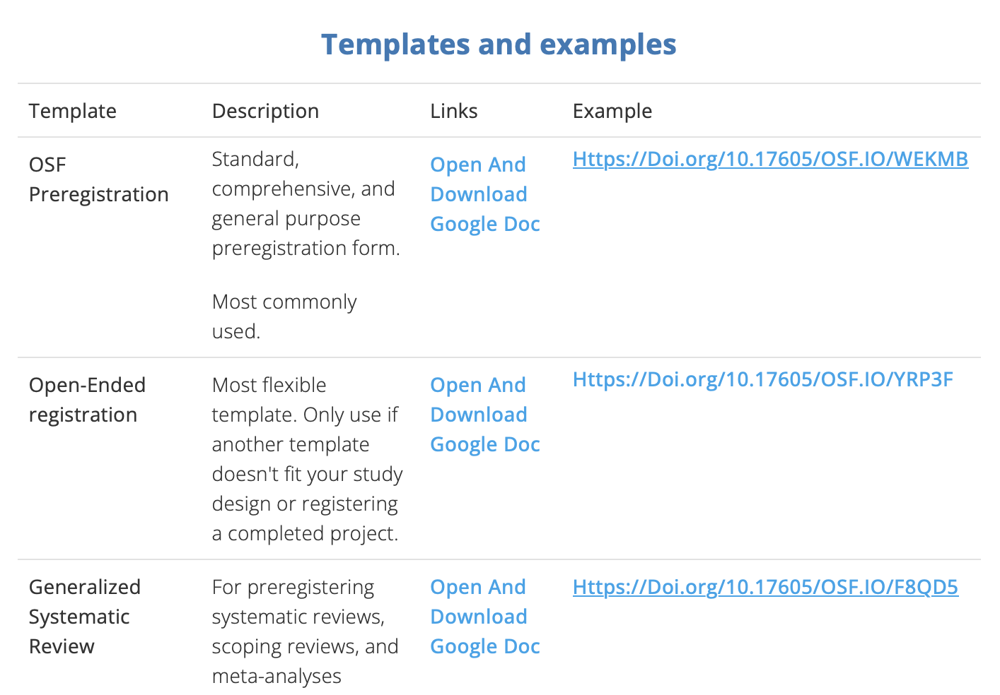 Templates and examples
Template Description Links Example
OSF
Preregistration
Standard,
comprehensive, and
general purpose
preregistration form.
Most commonly
used.
Open And
Download
Google Doc
Https://Doi.org/10.17605/OSF.IO/WEKMB
Open-Ended
registration
Most flexible
template. Only use if
another template
doesn't fit your study
design or registering
a completed project.
Open And
Download
Google Doc
Https://Doi.org/10.17605/OSF.IO/YRP3F
Generalized
Systematic
Review
For preregistering
systematic reviews,
scoping reviews, and
meta-analyses
Open And
Download
Google Doc
Https://Doi.org/10.17605/OSF.IO/F8QD5